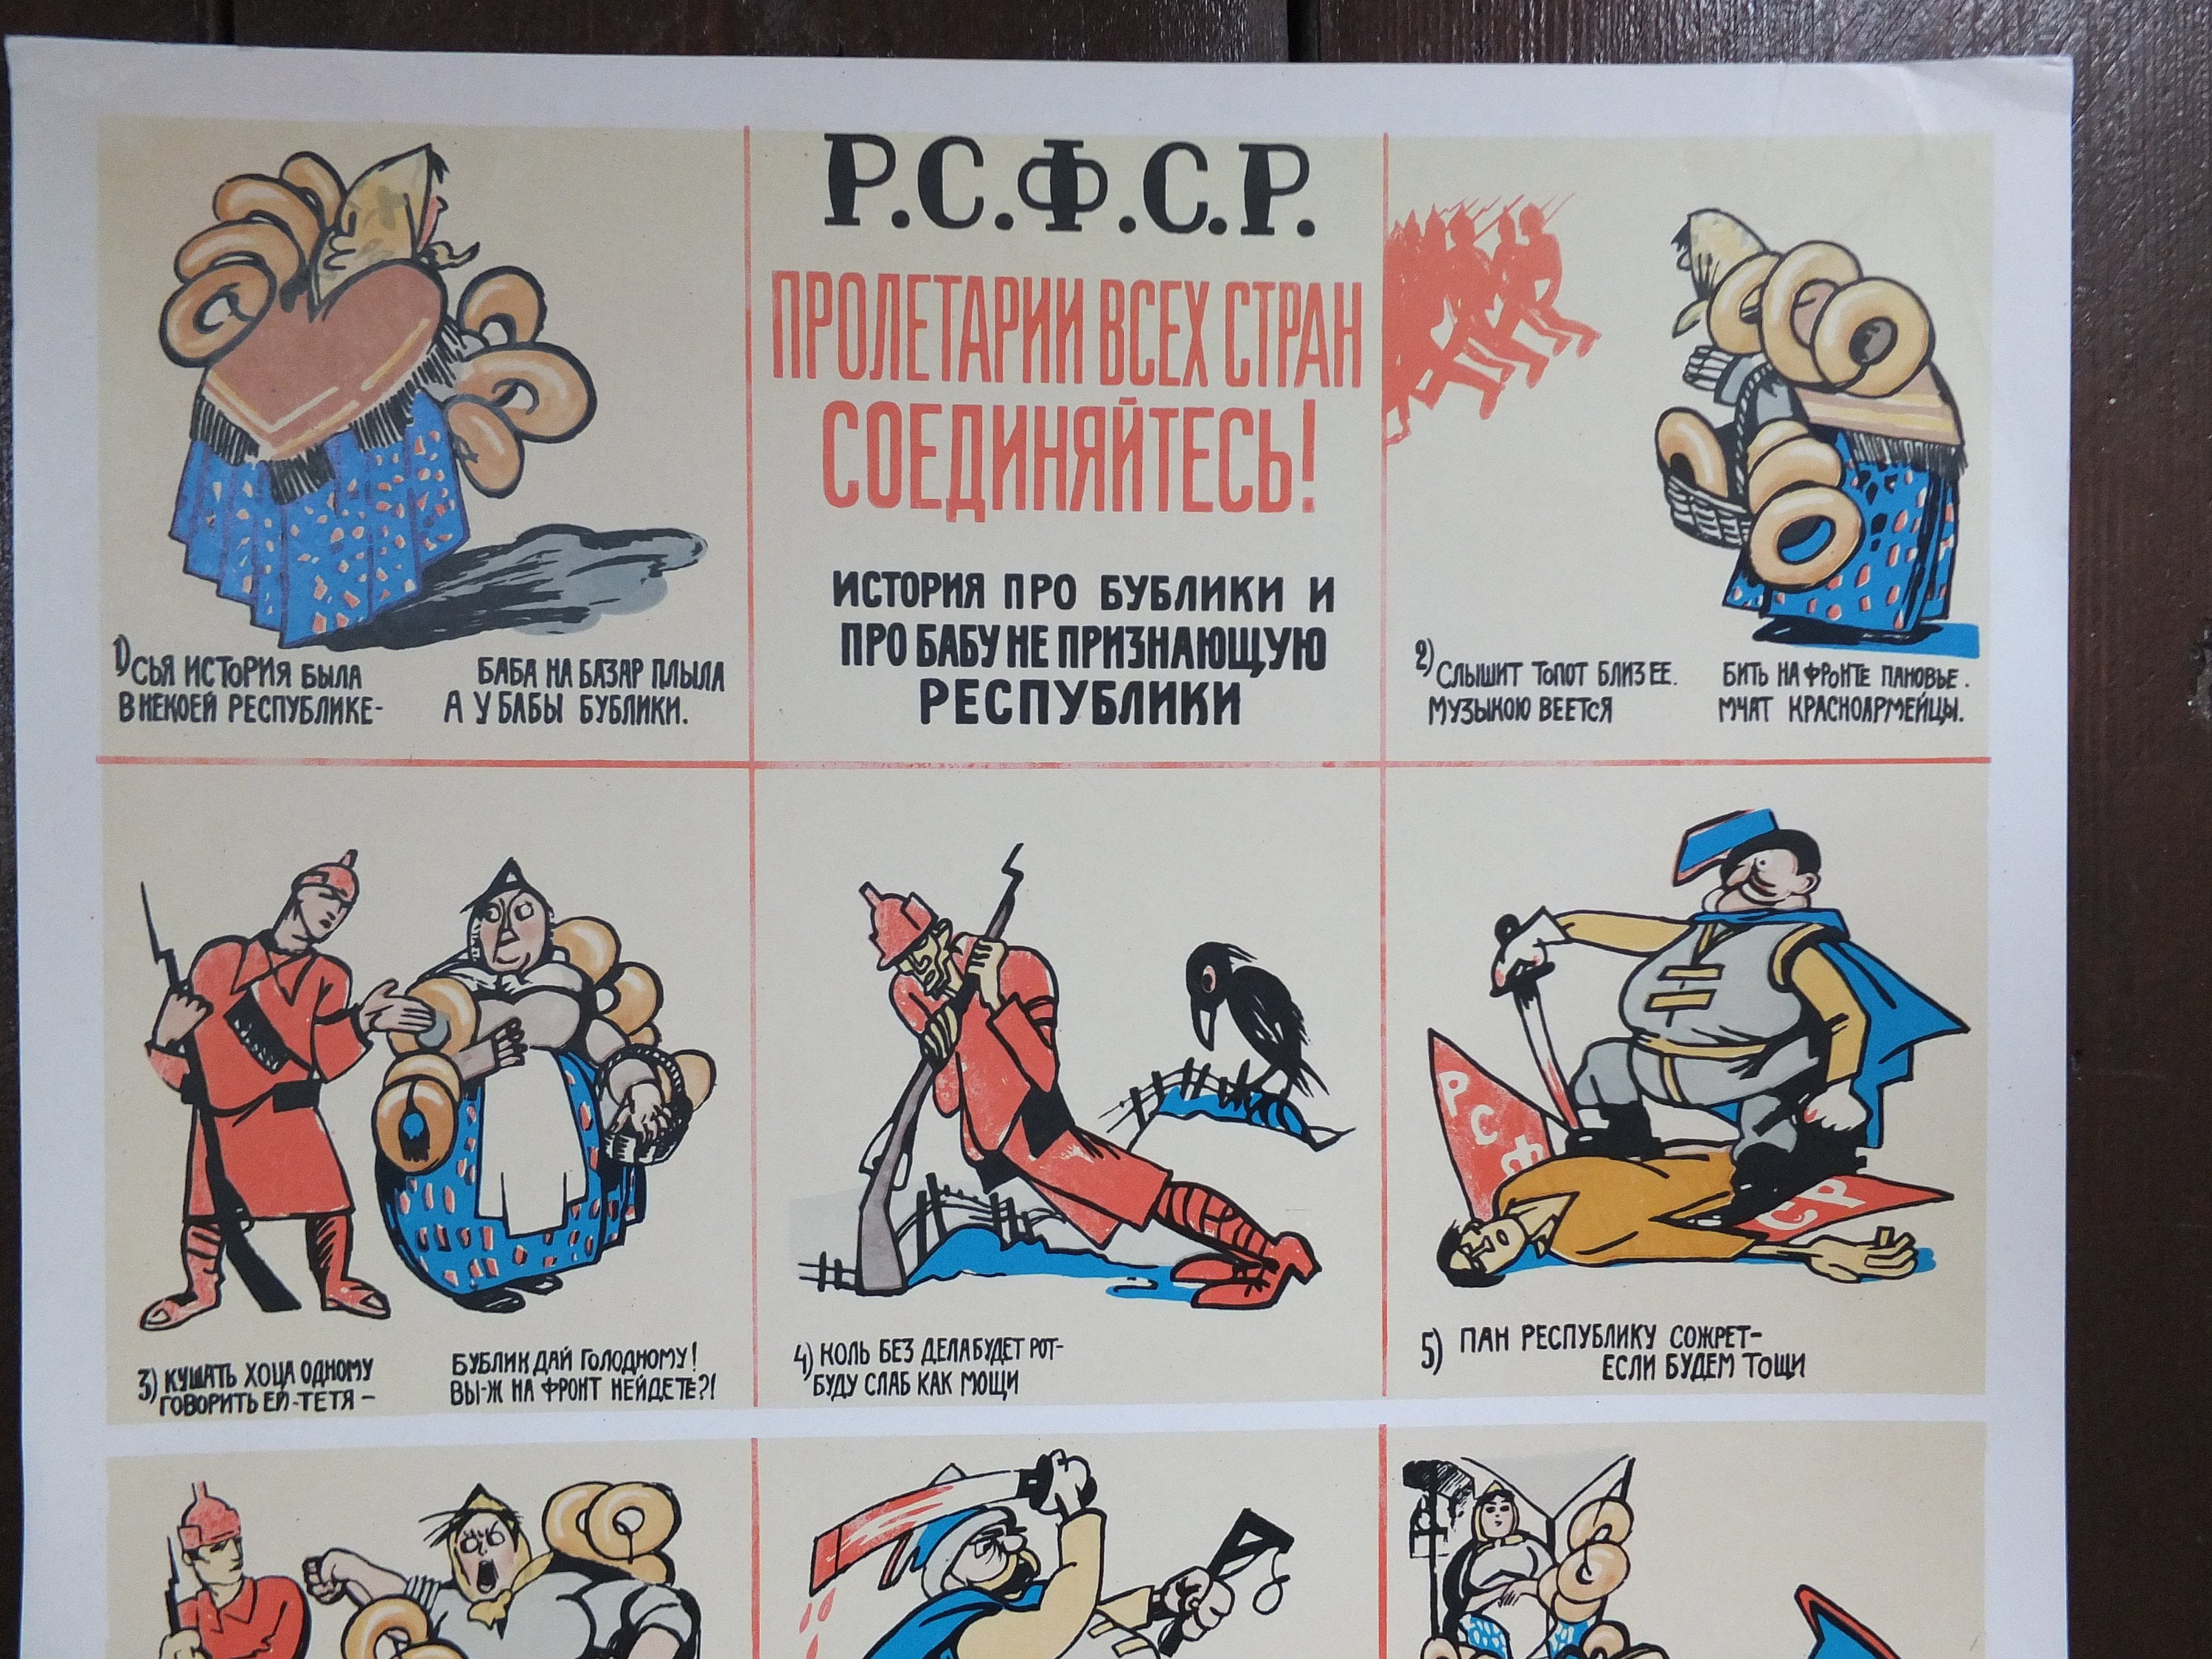 Р.С.Ф.С.Р.
ПРОЛЕТАРИИ ВСЕХ СТРАН
СОЕДИНЯЙТЕСЬ!
ИСТОРИЯ ПРО БУБЛИКИ И
ПРО БАБУ НЕ ПРИЗНАЮЩУЮ
РЕСПУБЛИКИ
1) СЬЯ ИСТОРИЯ БЫЛА
В НЕКОЕЙ РЕСПУБЛИКЕ-
БАБА НА БАЗАР ПЛЫЛА
А У БАБЫ БУБЛИКИ.
2) СЛЫШИТ ТОПОТ БЛИЗ ЕЕ.
МУЗЫКОЮ ВЕЕТСЯ
БИТЬ НА ФРОНТЕ ПАНОВЬЕ.
МЧАТ КРАСНОАРМЕЙЦЫ.
3) КУШАТЬ ХОЦА ОДНОМУ
ГОВОРИТЬ ЕЙ-ТЕТЯ-
БУБЛИК ДАЙ ГОЛОДНОМУ!
ВЫ-Ж НА ФРОНТ НЕЙДЕТЕ?!
4) КОЛЬ БЕЗ ДЕЛА БУДЕТ РОТ-
БУДУ СЛАБ КАК МОЩИ
РСФ
СР
5) ПАН РЕСПУБЛИКУ СОЖРЕТ-
ЕСЛИ БУДЕМ ТОЩИ